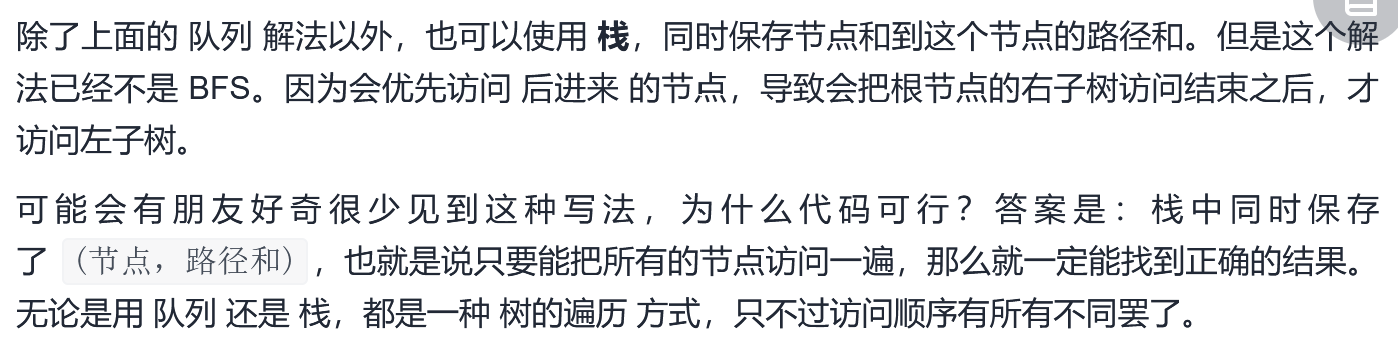 除了上面的 队列 解法以外，也可以使用 栈，同时保存节点和到这个节点的路径和。但是这个解
法已经不是 BFS。因为会优先访问 后进来 的节点，导致会把根节点的右子树访问结束之后，才
访问左子树。
可能会有朋友好奇很少见到这种写法，为什么代码可行？答案是：栈中同时保存
了 (节点，路径和)，也就是说只要能把所有的节点访问一遍，那么就一定能找到正确的结果。
无论是用 队列 还是 栈，都是一种 树的遍历 方式，只不过访问顺序有所有不同罢了。